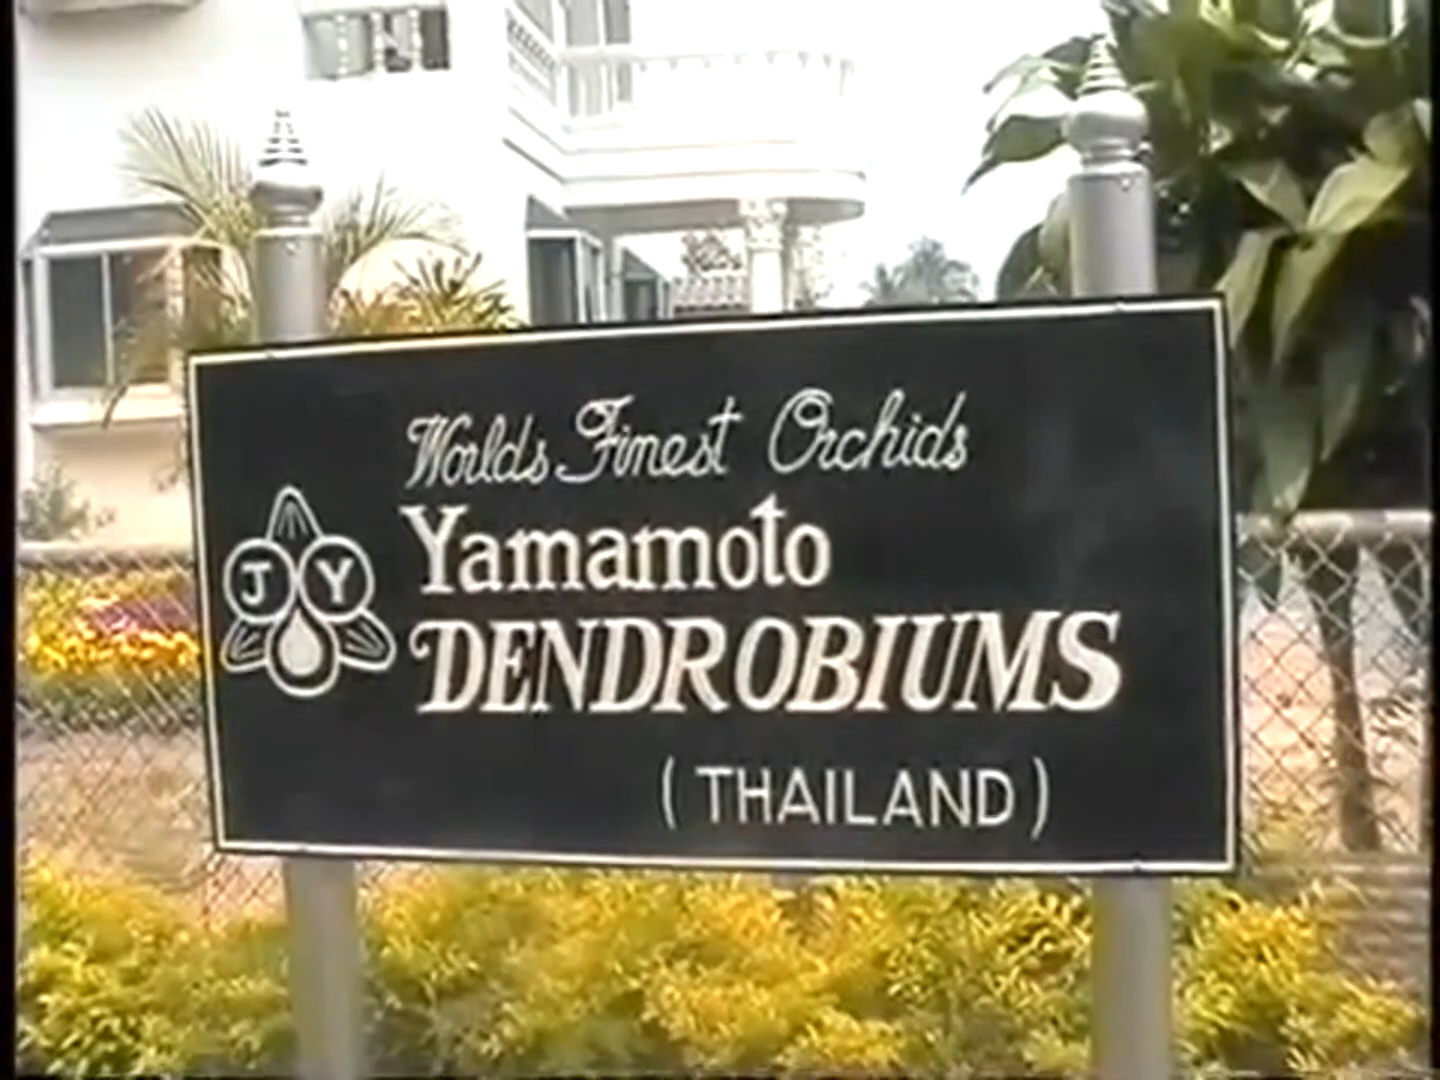 Worlds Finest Orchids
Yamamoto
DENDROBIUMS
(THAILAND)
J Y